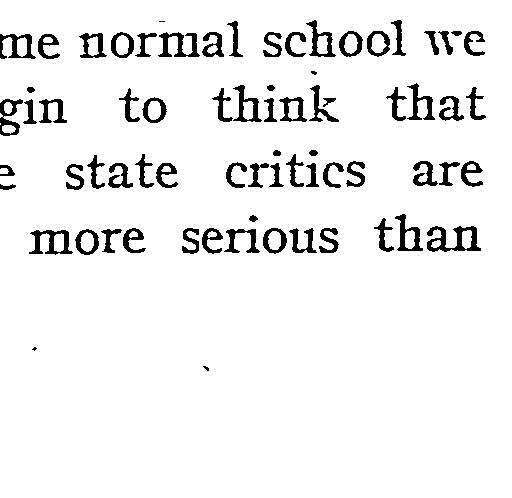 me normal school we
gin to think that
e state critics are
more serious than